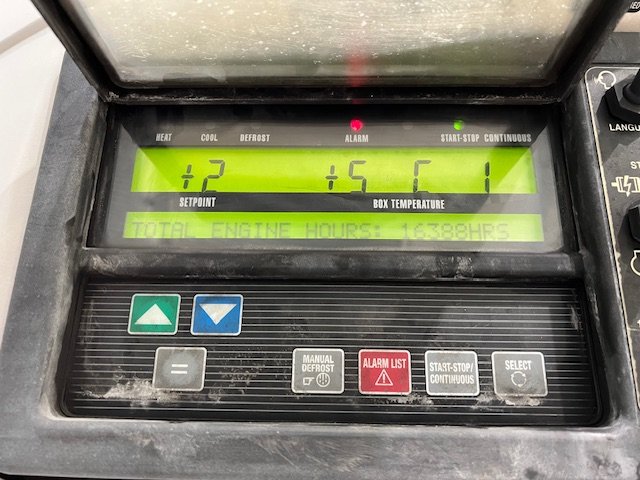 HEAT COOL DEFROST ALARM START-STOP CONTINUOUS
+2 +5 C 1
SETPOINT BOX TEMPERATURE
TOTAL ENGINE HOURS: 16388HRS
MANUAL DEFROST
ALARM LIST
START-STOP/ CONTINUOUS
SELECT
=